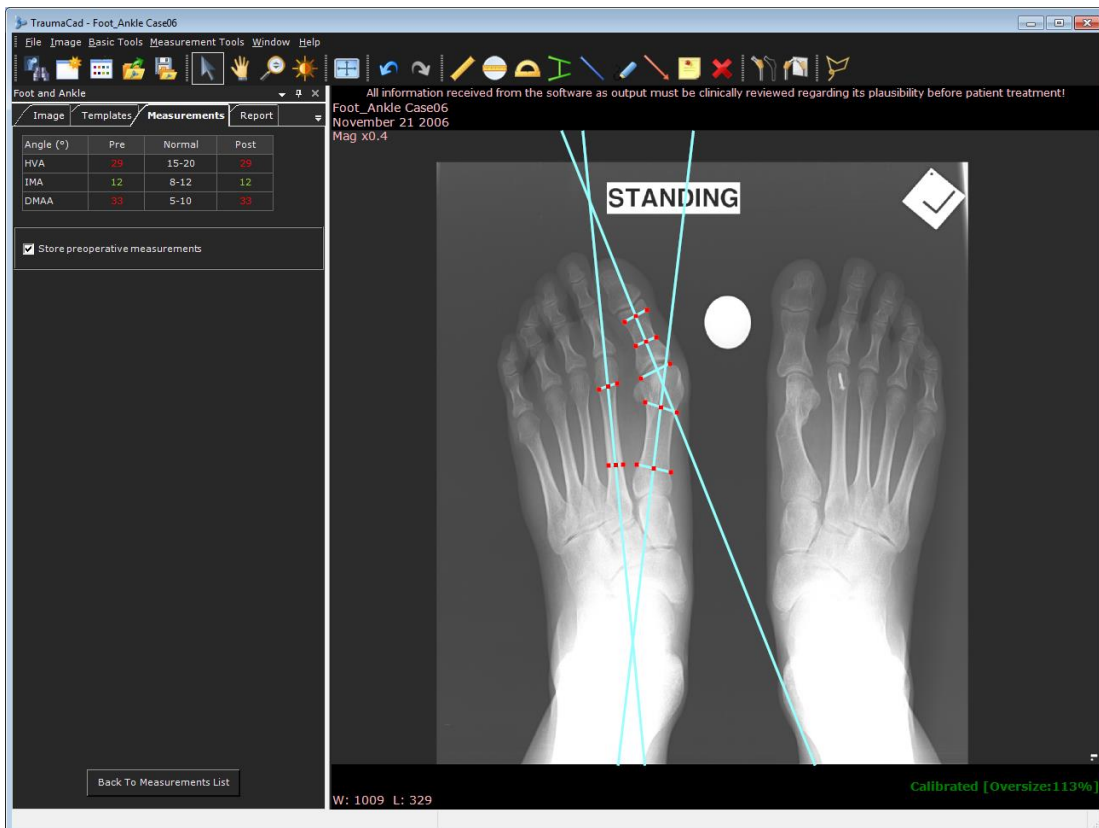 TraumaCad - Foot_Ankle Case06
File Image Basic Tools Measurement Tools Window Help
Foot and Ankle
Image Templates Measurements Report
Angle (°) Pre Normal Post
HVA 29 15-20 29
IMA 12 8-12 12
DMAA 33 5-10 33
Store preoperative measurements
Back To Measurements List
All information received from the software as output must be clinically reviewed regarding its plausibility before patient treatment!
Foot_Ankle Case06
November 21 2006
Mag x0.4
STANDING
Calibrated [Oversize:113%]
W: 1009 L: 329